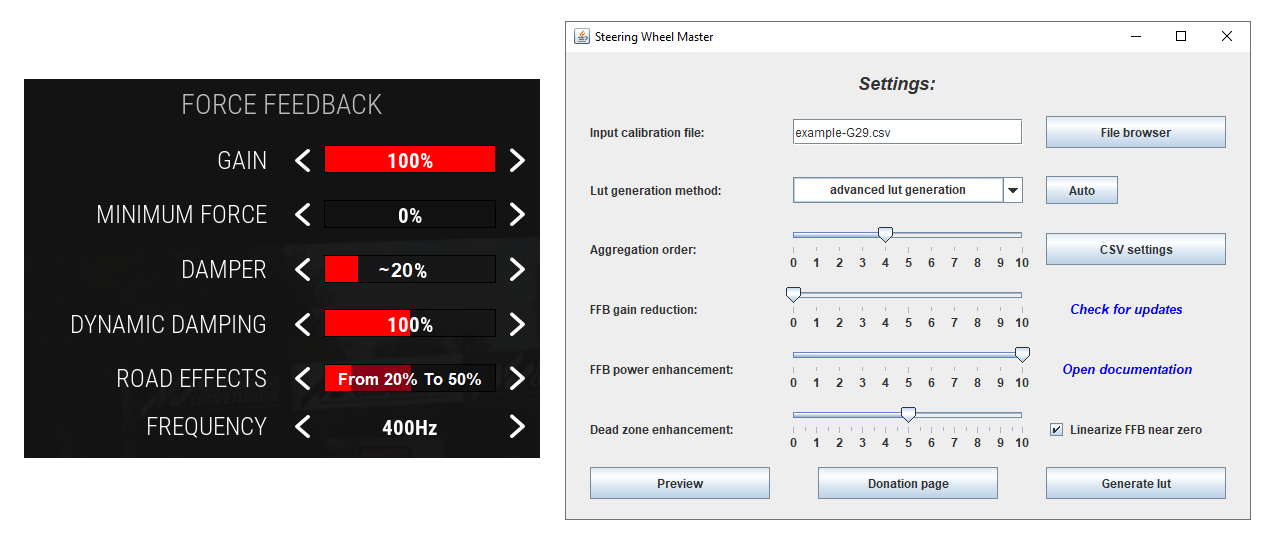 FORCE FEEDBACK
GAIN 100%
MINIMUM FORCE 0%
DAMPER ~20%
DYNAMIC DAMPING 100%
ROAD EFFECTS From 20% To 50%
FREQUENCY 400Hz
Steering Wheel Master
Settings:
Input calibration file: example-G29.csv File browser
Lut generation method: advanced lut generation Auto
Aggregation order: 0 1 2 3 4 5 6 7 8 9 10 CSV settings
FFB gain reduction: 0 1 2 3 4 5 6 7 8 9 10 Check for updates
FFB power enhancement: 0 1 2 3 4 5 6 7 8 9 10 Open documentation
Dead zone enhancement: 0 1 2 3 4 5 6 7 8 9 10 Linearize FFB near zero
Preview Donation page Generate lut